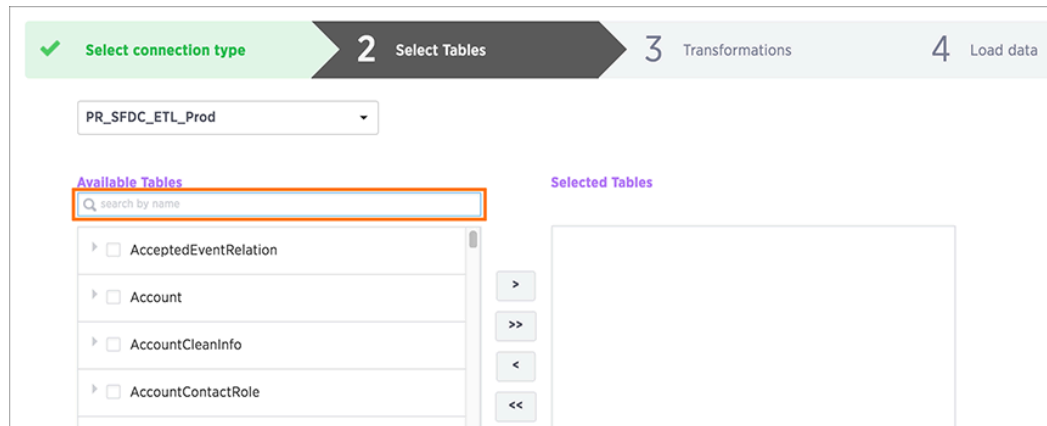 Select connection type
2 Select Tables
3 Transformations
4 Load data
PR_SFDC_ETL_Prod
Available Tables
search by name
AcceptedEventRelation
Account
AccountCleanInfo
AccountContactRole
>
>>
<
<<
Selected Tables